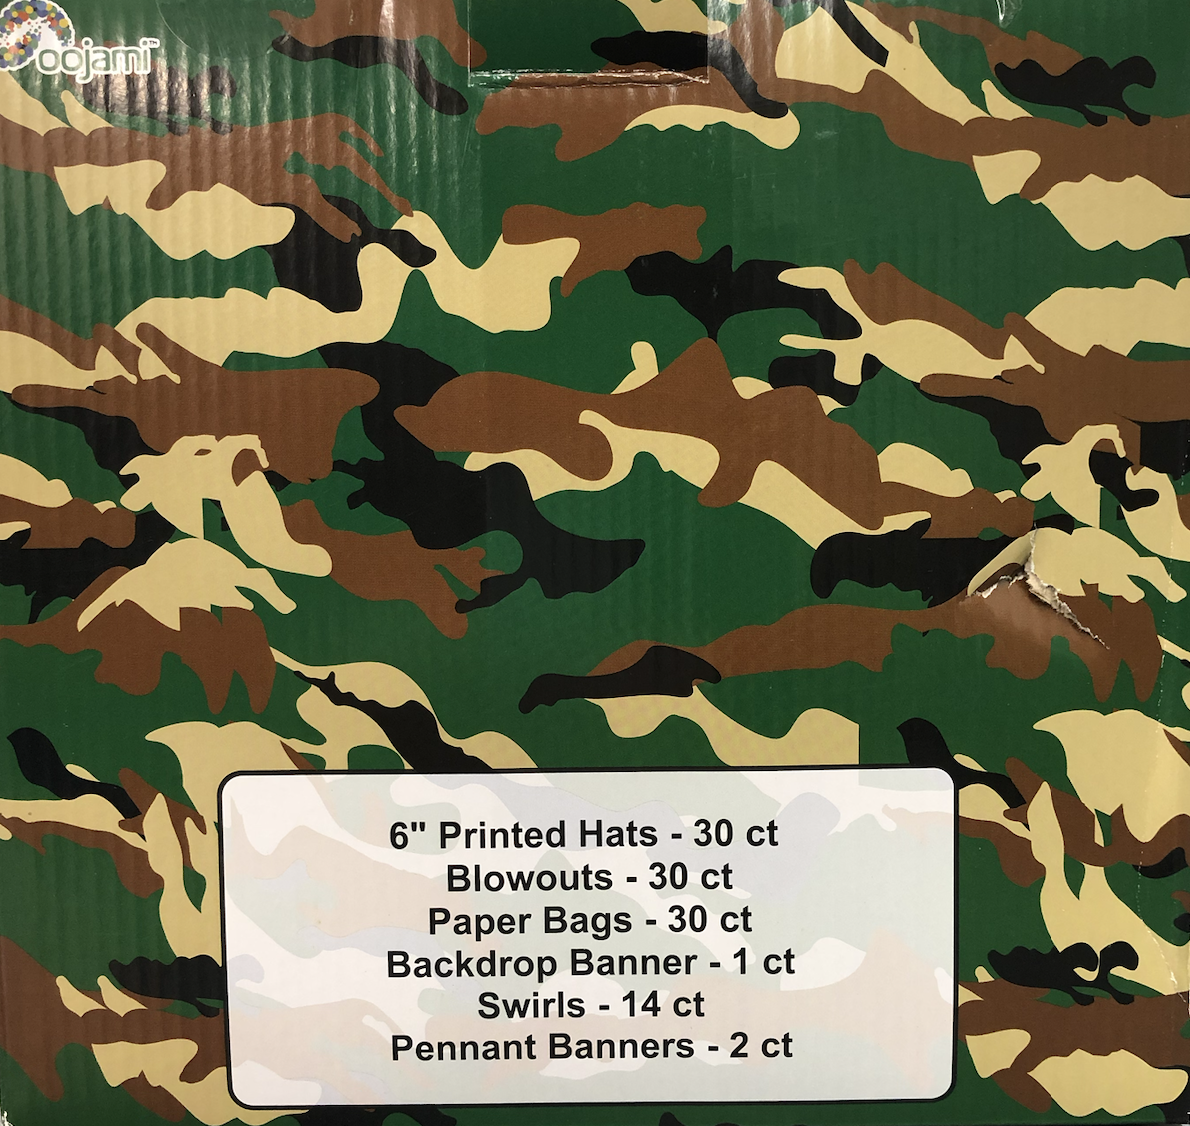 oojami™
6" Printed Hats - 30 ct
Blowouts - 30 ct
Paper Bags - 30 ct
Backdrop Banner - 1 ct
Swirls - 14 ct
Pennant Banners - 2 ct